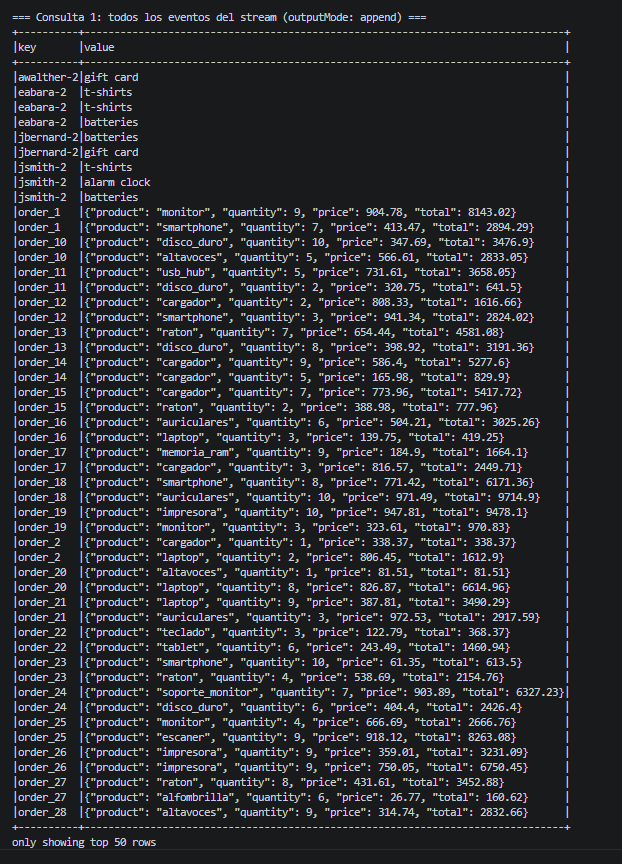 === Consulta 1: todos los eventos del stream (outputMode: append) ===
+----------+--------------------------------------------------------------------------+
|key       |value                                                                     |
+----------+--------------------------------------------------------------------------+
|awalther-2|gift card                                                                 |
|eabara-2  |t-shirts                                                                  |
|eabara-2  |t-shirts                                                                  |
|eabara-2  |batteries                                                                 |
|jbernard-2|batteries                                                                 |
|jbernard-2|gift card                                                                 |
|jsmith-2  |t-shirts                                                                  |
|jsmith-2  |alarm clock                                                               |
|jsmith-2  |batteries                                                                 |
|order_1   |{"product": "monitor", "quantity": 9, "price": 904.78, "total": 8143.02}  |
|order_1   |{"product": "smartphone", "quantity": 7, "price": 413.47, "total": 2894.29}|
|order_10  |{"product": "disco_duro", "quantity": 10, "price": 347.69, "total": 3476.9}|
|order_10  |{"product": "altavoces", "quantity": 5, "price": 566.61, "total": 2833.05}|
|order_11  |{"product": "usb_hub", "quantity": 5, "price": 731.61, "total": 3658.05}  |
|order_11  |{"product": "disco_duro", "quantity": 2, "price": 320.75, "total": 641.5} |
|order_12  |{"product": "cargador", "quantity": 2, "price": 808.33, "total": 1616.66} |
|order_12  |{"product": "smartphone", "quantity": 3, "price": 941.34, "total": 2824.02}|
|order_13  |{"product": "raton", "quantity": 7, "price": 654.44, "total": 4581.08}    |
|order_13  |{"product": "disco_duro", "quantity": 8, "price": 398.92, "total": 3191.36}|
|order_14  |{"product": "cargador", "quantity": 9, "price": 586.4, "total": 5277.6}   |
|order_14  |{"product": "cargador", "quantity": 5, "price": 165.98, "total": 829.9}   |
|order_15  |{"product": "cargador", "quantity": 7, "price": 773.96, "total": 5417.72} |
|order_15  |{"product": "raton", "quantity": 2, "price": 388.98, "total": 777.96}     |
|order_16  |{"product": "auriculares", "quantity": 6, "price": 504.21, "total": 3025.26}|
|order_16  |{"product": "laptop", "quantity": 3, "price": 139.75, "total": 419.25}    |
|order_17  |{"product": "memoria_ram", "quantity": 9, "price": 184.9, "total": 1664.1}|
|order_17  |{"product": "cargador", "quantity": 3, "price": 816.57, "total": 2449.71} |
|order_18  |{"product": "smartphone", "quantity": 8, "price": 771.42, "total": 6171.36}|
|order_18  |{"product": "auriculares", "quantity": 10, "price": 971.49, "total": 9714.9}|
|order_19  |{"product": "impresora", "quantity": 10, "price": 947.81, "total": 9478.1}|
|order_19  |{"product": "monitor", "quantity": 3, "price": 323.61, "total": 970.83}   |
|order_2   |{"product": "cargador", "quantity": 1, "price": 338.37, "total": 338.37}  |
|order_2   |{"product": "laptop", "quantity": 2, "price": 806.45, "total": 1612.9}    |
|order_20  |{"product": "altavoces", "quantity": 1, "price": 81.51, "total": 81.51}   |
|order_20  |{"product": "laptop", "quantity": 8, "price": 826.87, "total": 6614.96}   |
|order_21  |{"product": "laptop", "quantity": 9, "price": 387.81, "total": 3490.29}   |
|order_21  |{"product": "auriculares", "quantity": 3, "price": 972.53, "total": 2917.59}|
|order_22  |{"product": "teclado", "quantity": 3, "price": 122.79, "total": 368.37}   |
|order_22  |{"product": "tablet", "quantity": 6, "price": 243.49, "total": 1460.94}   |
|order_23  |{"product": "smartphone", "quantity": 10, "price": 61.35, "total": 613.5} |
|order_23  |{"product": "raton", "quantity": 4, "price": 538.69, "total": 2154.76}    |
|order_24  |{"product": "soporte_monitor", "quantity": 7, "price": 903.89, "total": 6327.23}|
|order_24  |{"product": "disco_duro", "quantity": 6, "price": 404.4, "total": 2426.4} |
|order_25  |{"product": "monitor", "quantity": 4, "price": 666.69, "total": 2666.76}  |
|order_25  |{"product": "escaner", "quantity": 9, "price": 918.12, "total": 8263.08}  |
|order_26  |{"product": "impresora", "quantity": 9, "price": 359.01, "total": 3231.09}|
|order_26  |{"product": "impresora", "quantity": 9, "price": 750.05, "total": 6750.45}|
|order_27  |{"product": "raton", "quantity": 8, "price": 431.61, "total": 3452.88}    |
|order_27  |{"product": "alfombrilla", "quantity": 6, "price": 26.77, "total": 160.62}|
|order_28  |{"product": "altavoces", "quantity": 9, "price": 314.74, "total": 2832.66}|
+----------+--------------------------------------------------------------------------+
only showing top 50 rows